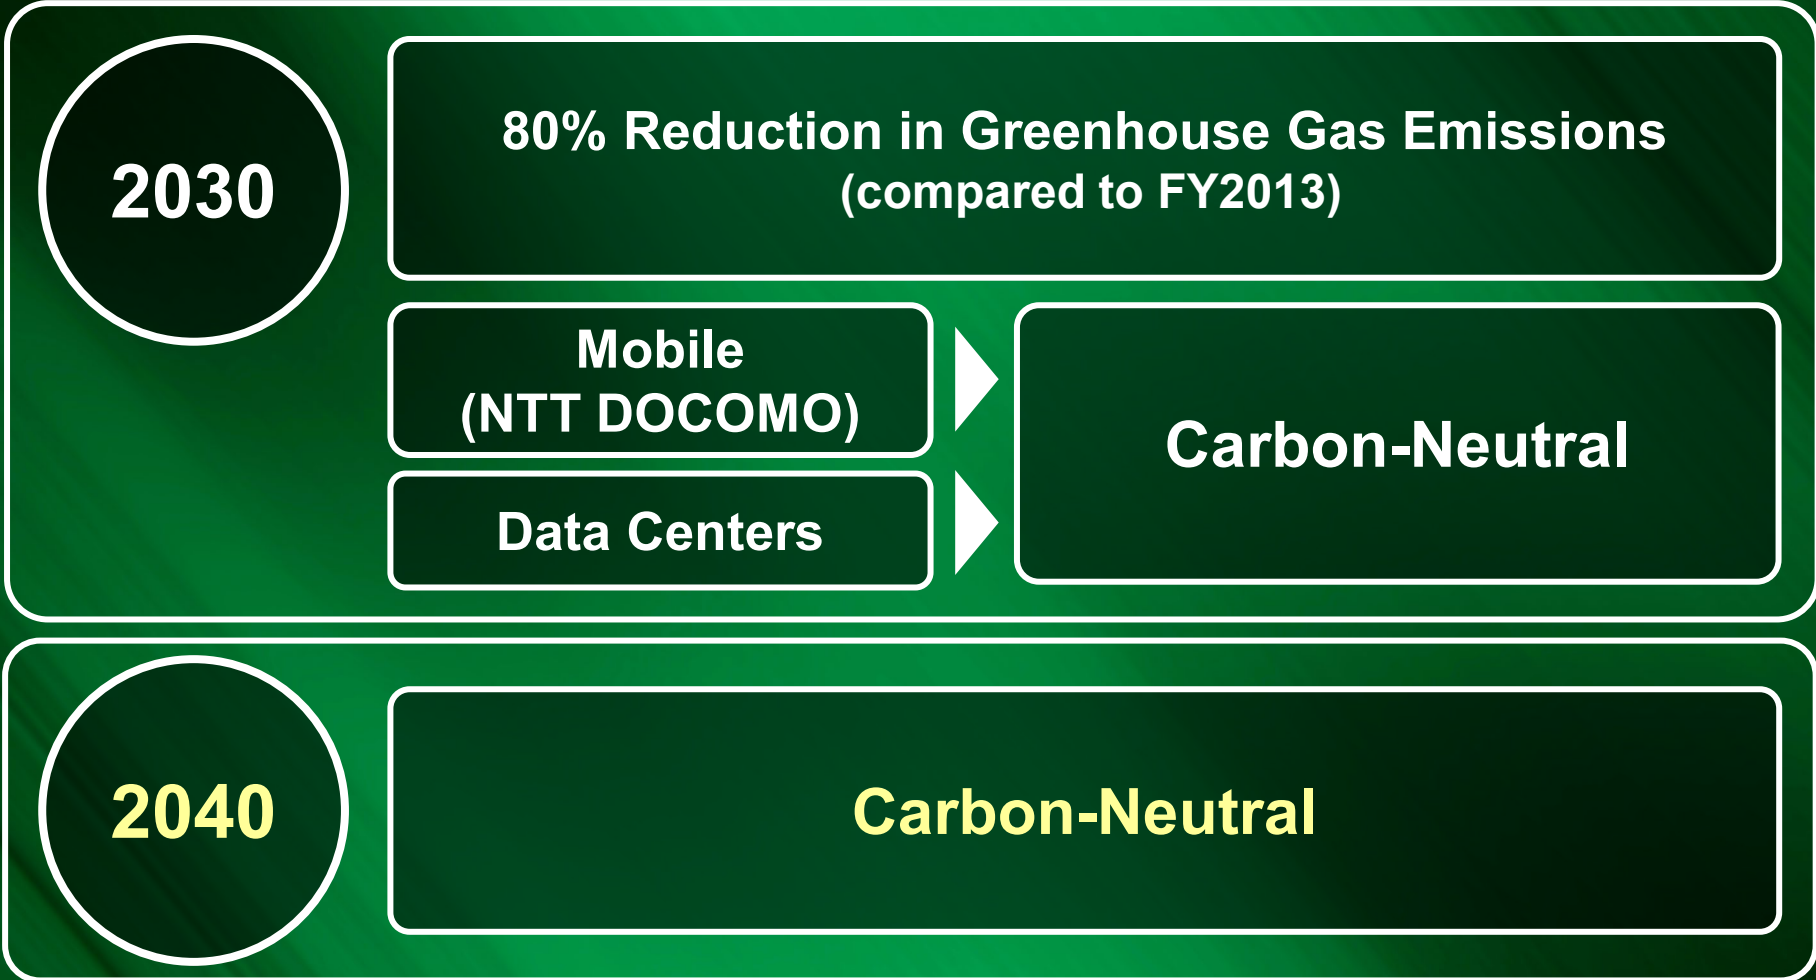 2030
80% Reduction in Greenhouse Gas Emissions
(compared to FY2013)
Mobile
(NTT DOCOMO)
Data Centers
Carbon-Neutral
2040
Carbon-Neutral